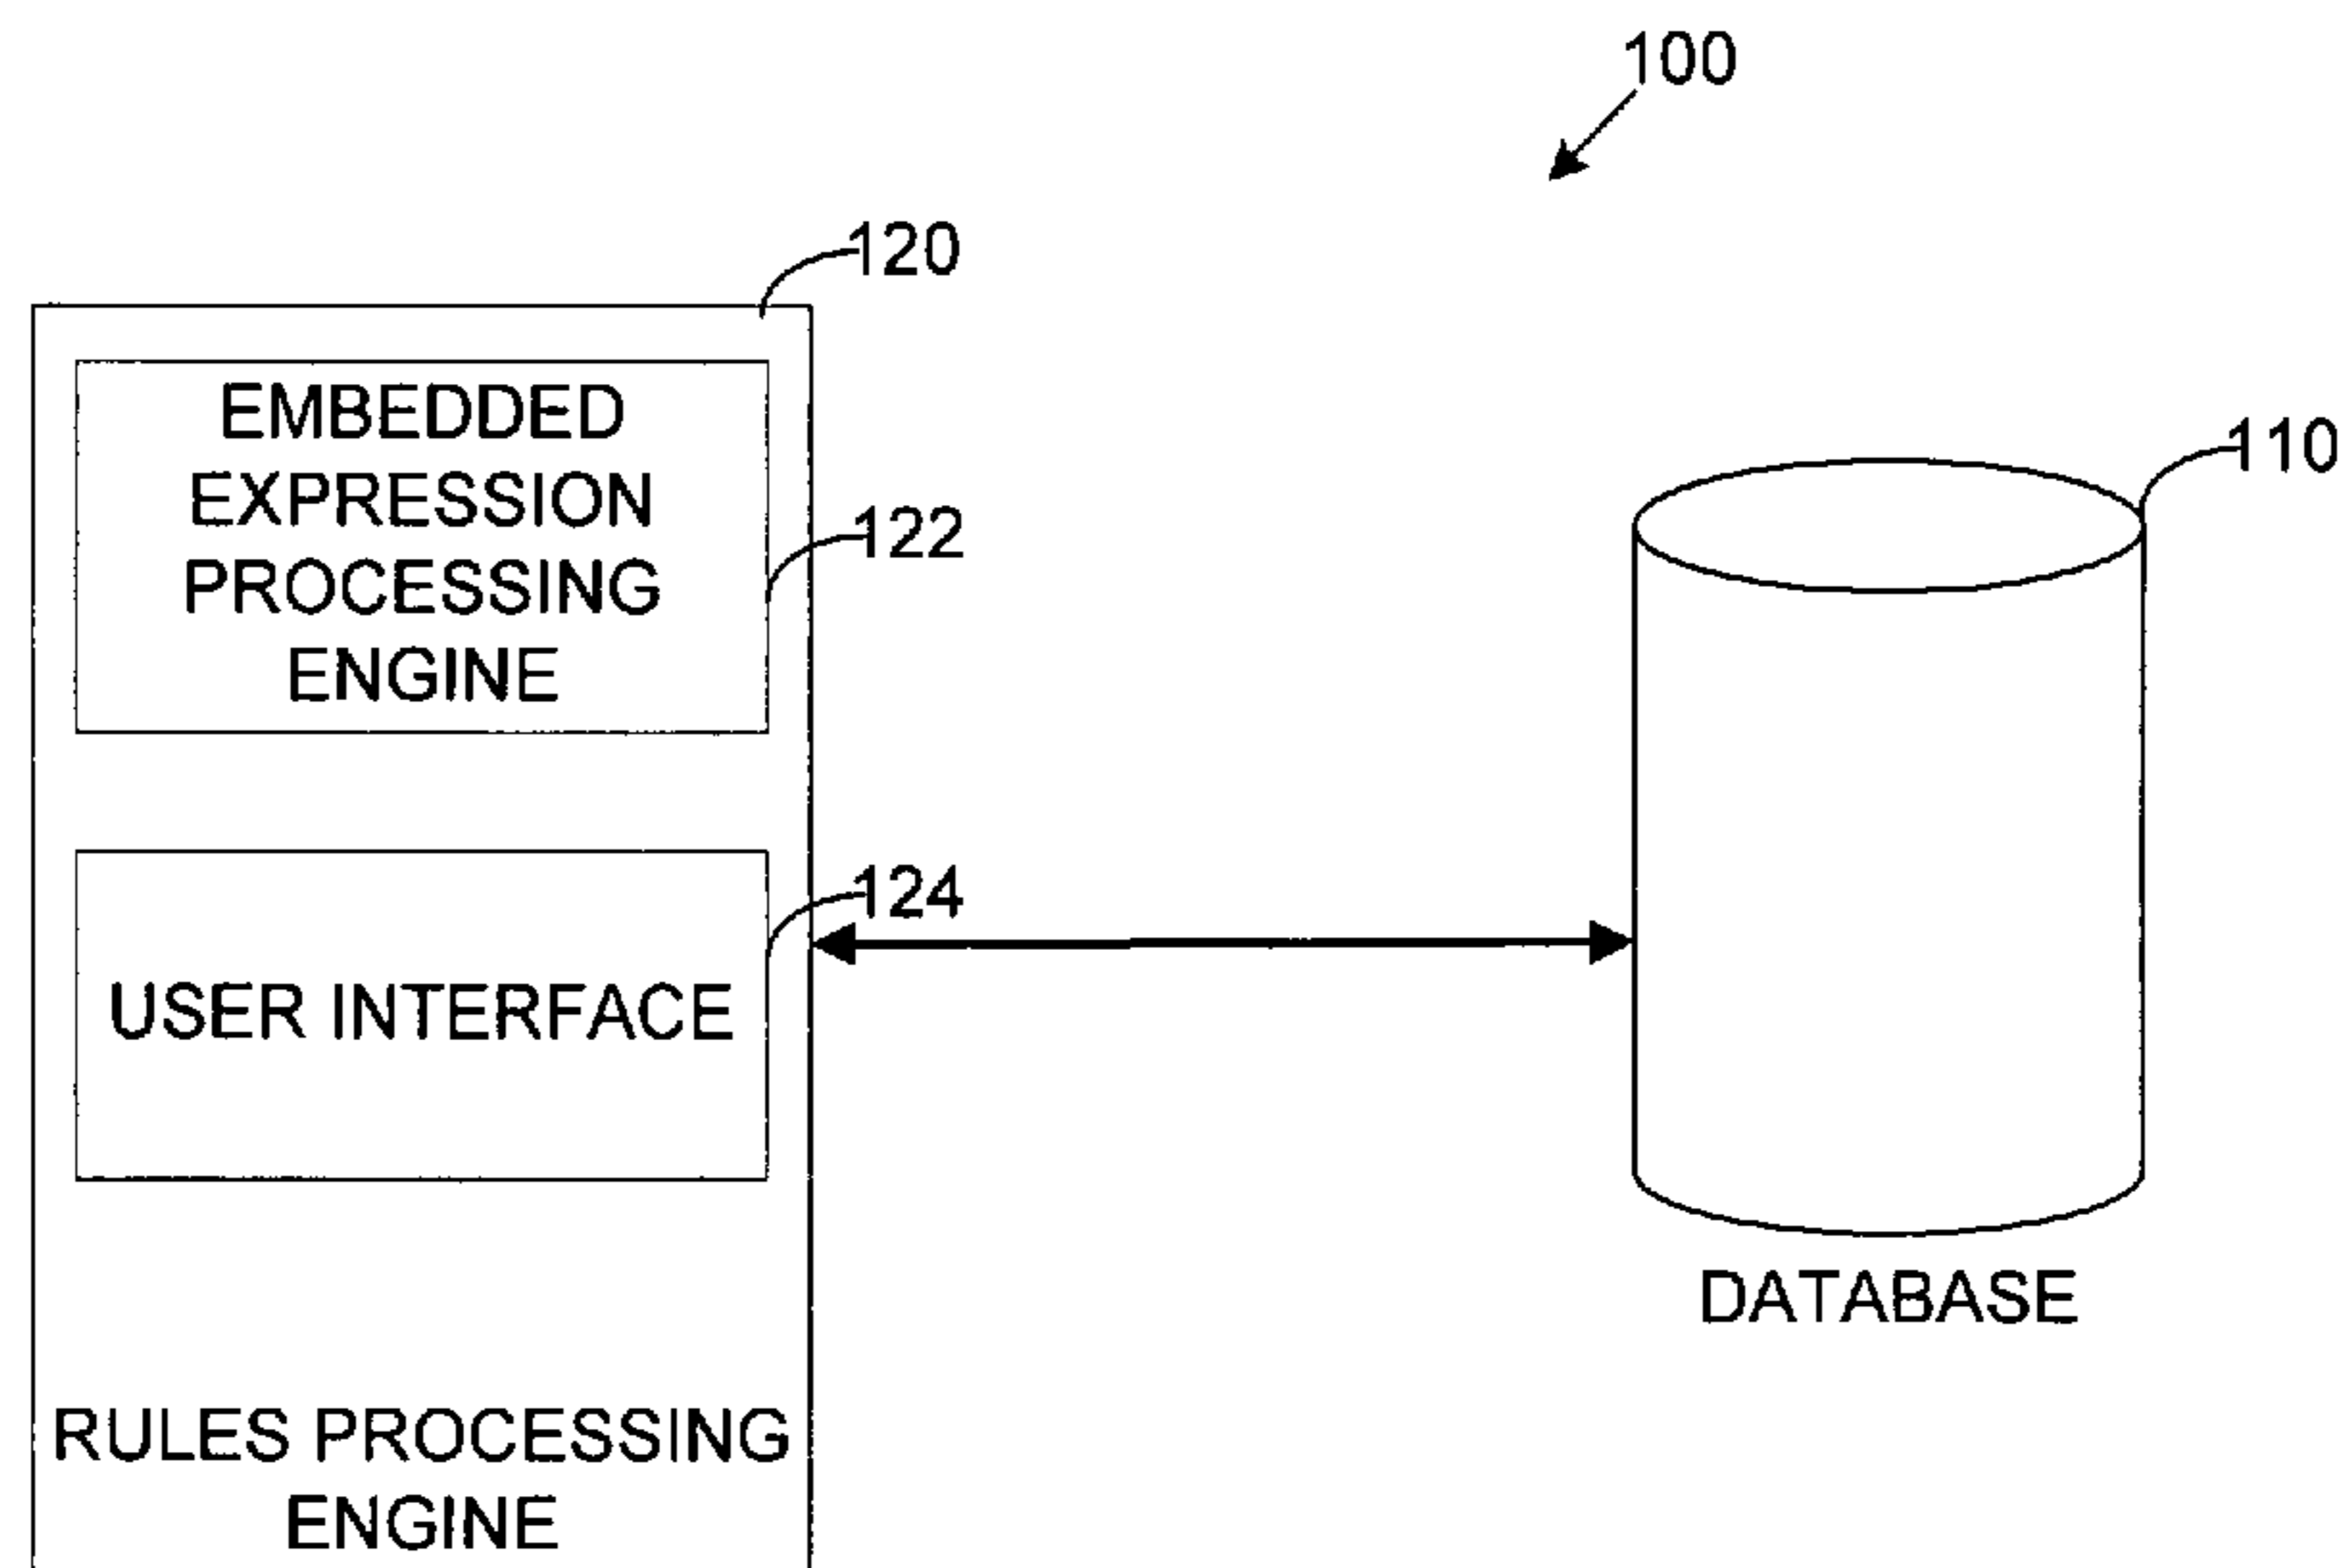 100
120
EMBEDDED
EXPRESSION
PROCESSING
ENGINE
122
110
124
USER INTERFACE
DATABASE
RULES PROCESSING
ENGINE